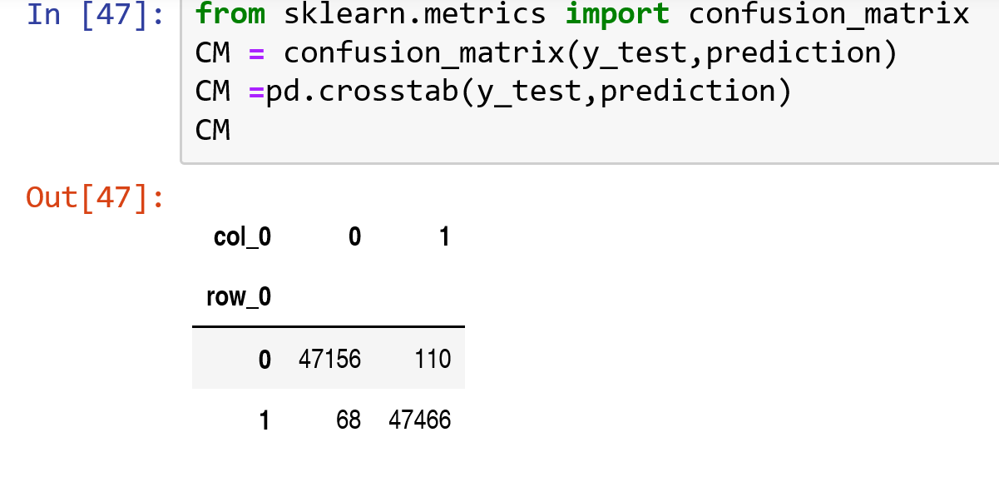 In [47]: from sklearn.metrics import confusion_matrix
CM = confusion_matrix(y_test,prediction)
CM =pd.crosstab(y_test,prediction)
CM
Out[47]:
col_0 0 1
row_0
0 47156 110
1 68 47466